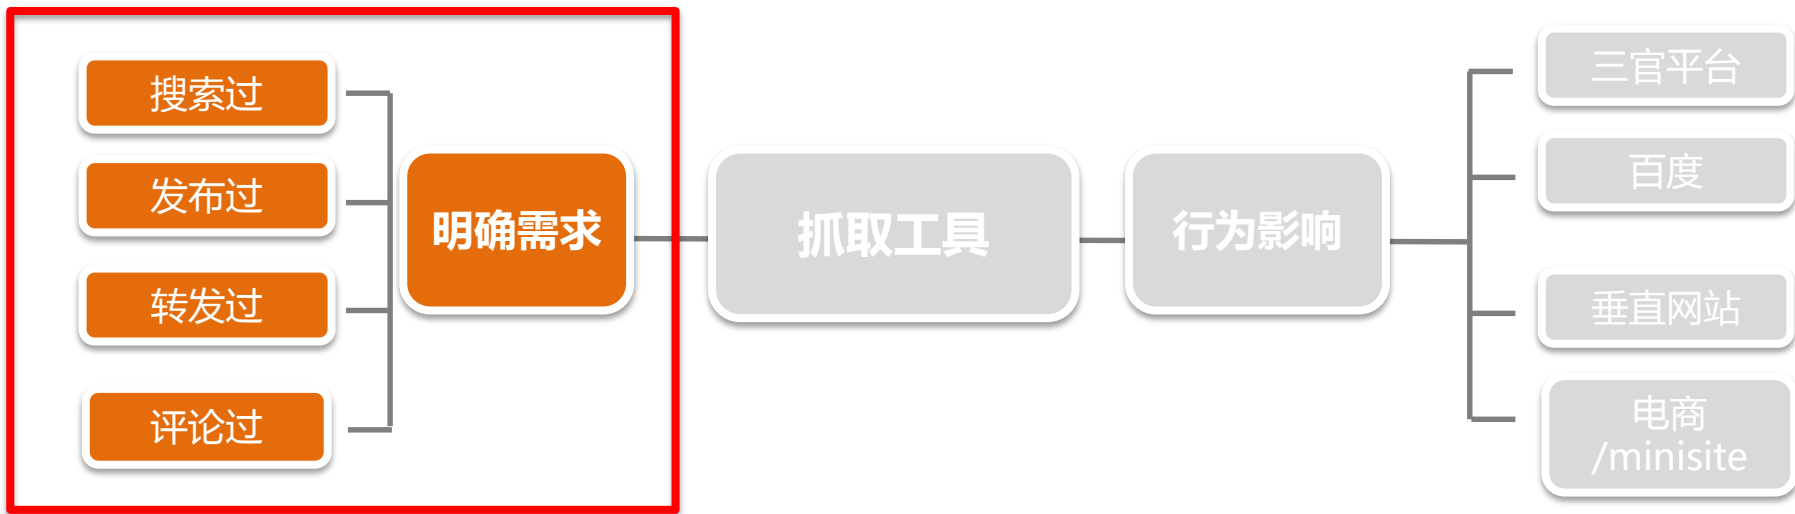 搜索过
发布过
转发过
评论过
明确需求
抓取工具
行为影响
三官平台
百度
垂直网站
电商
/minisite